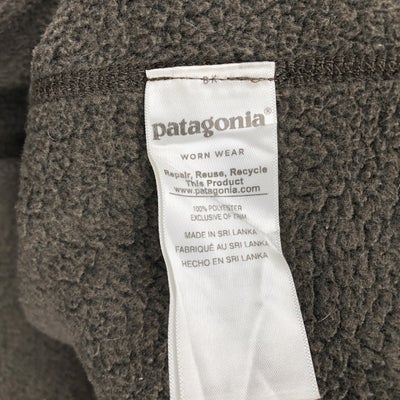 BK
patagonia®
WORN WEAR
Repair, Reuse, Recycle
This Product
www.patagonia.com
100% POLYESTER
EXCLUSIVE OF TRIM
MADE IN SRI LANKA
FABRIQUÉ AU SRI LANKA
HECHO EN SRI LANKA